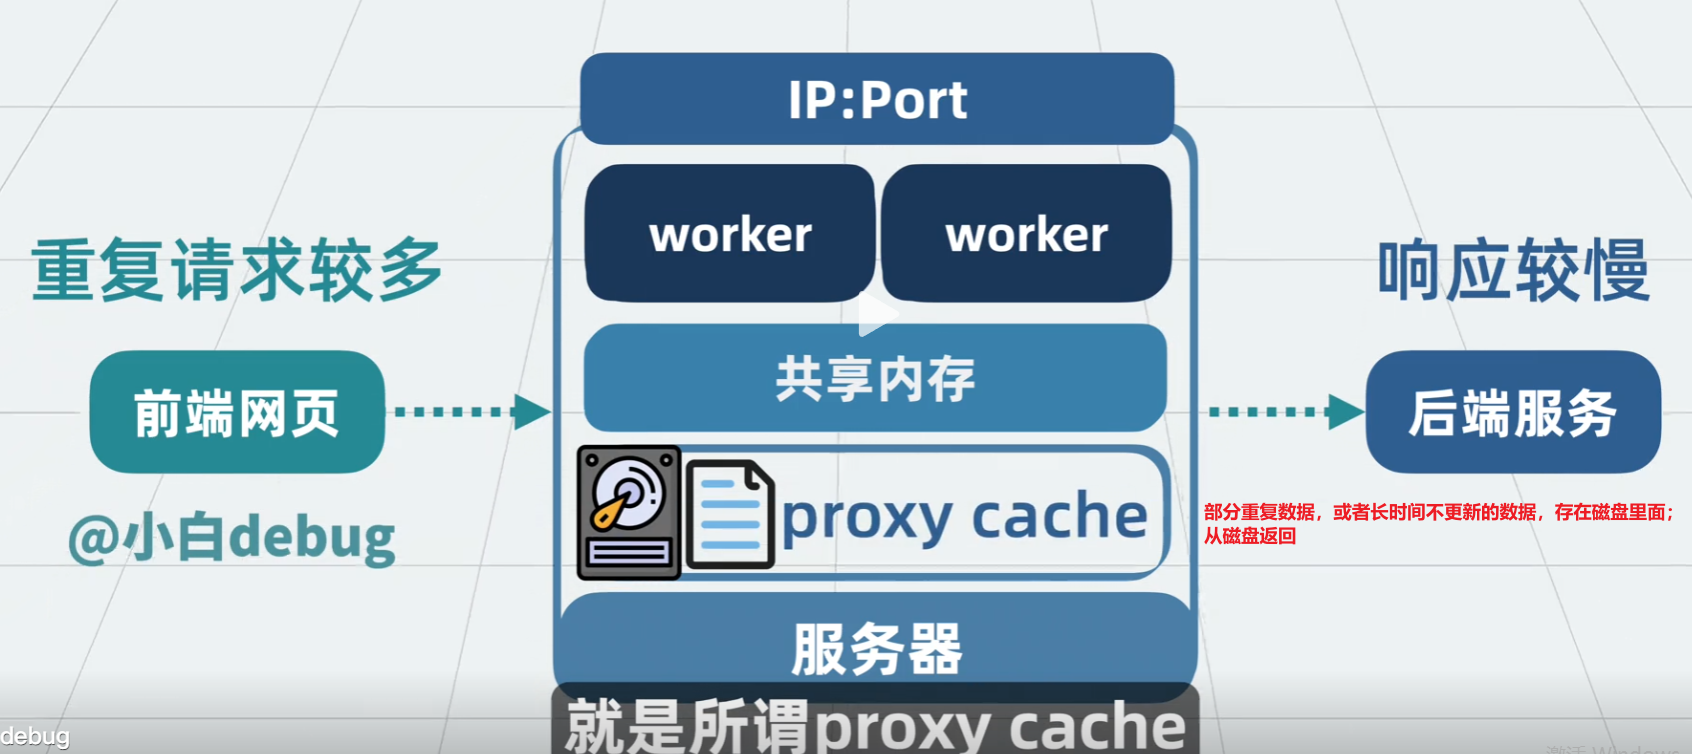 IP:Port
worker
worker
重复请求较多
响应较慢
共享内存
前端网页
后端服务
proxy cache
部分重复数据，或者长时间不更新的数据，存在磁盘里面；
从磁盘返回
@小白debug
服务器
就是所谓proxy cache
debug
激活 Windows